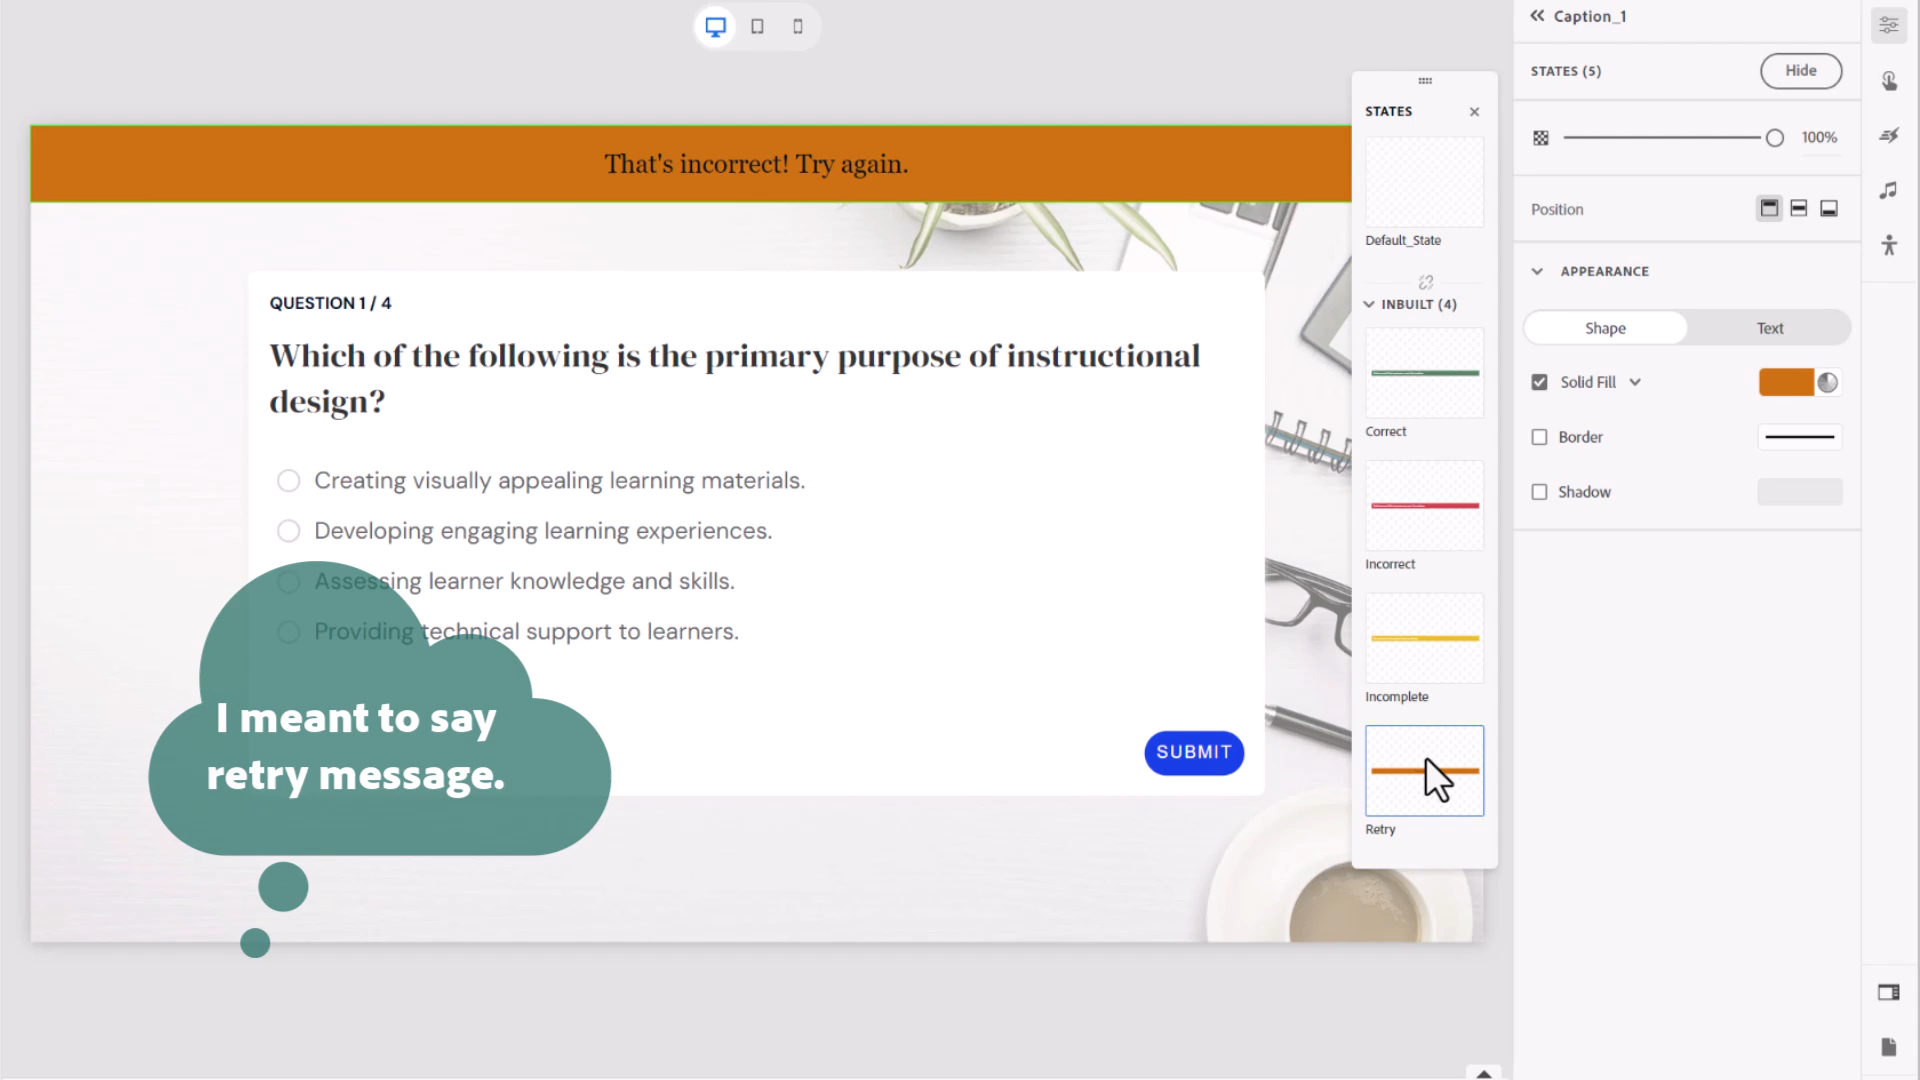 Caption_1
STATES (5)
Hide
100%
Position
APPEARANCE
Shape
Text
Solid Fill
Border
Shadow
STATES
Default_State
INBUILT (4)
Correct
Incorrect
Incomplete
Retry
That's incorrect! Try again.
QUESTION 1 / 4
Which of the following is the primary purpose of instructional
design?
Creating visually appealing learning materials.
Developing engaging learning experiences.
Assessing learner knowledge and skills.
Providing technical support to learners.
SUBMIT
I meant to say
retry message.